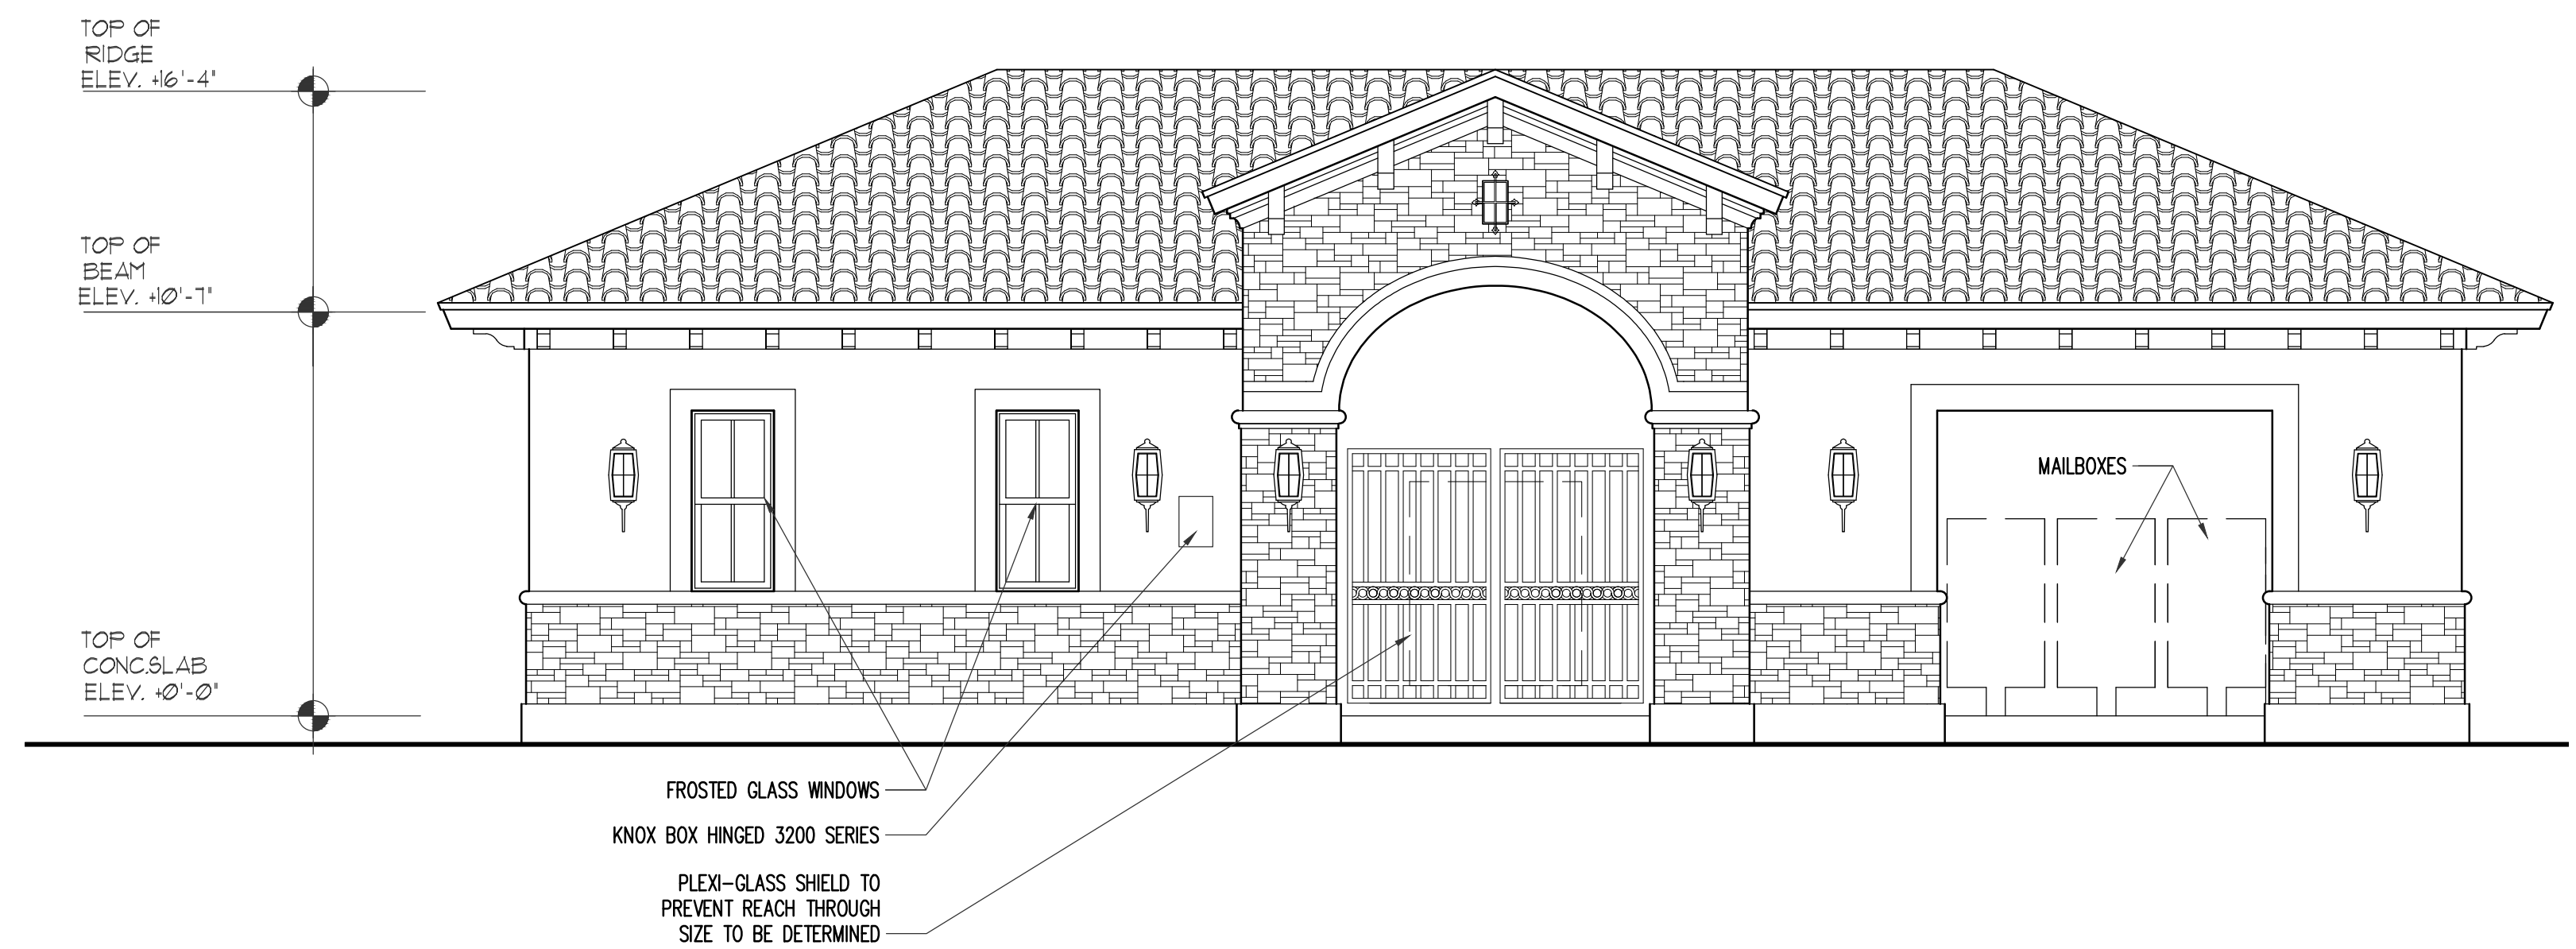 TOP OF
RIDGE
ELEV. +16'-4"
TOP OF
BEAM
ELEV. +10'-7"
MAILBOXES
TOP OF
CONC.SLAB
ELEV. +0'-0"
FROSTED GLASS WINDOWS
KNOX BOX HINGED 3200 SERIES
PLEXI-GLASS SHIELD TO
PREVENT REACH THROUGH
SIZE TO BE DETERMINED